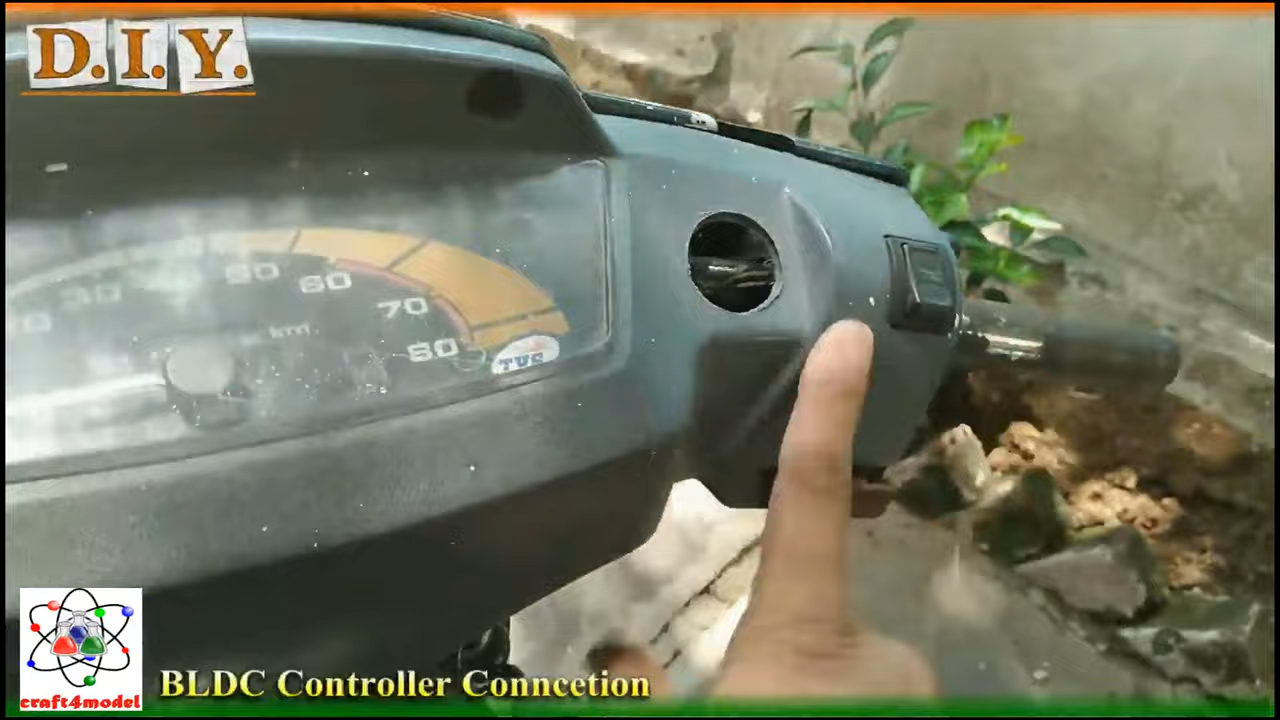 D.I.Y.
50
60
70
80
km
TVS
craft4model
BLDC Controller Conncetion